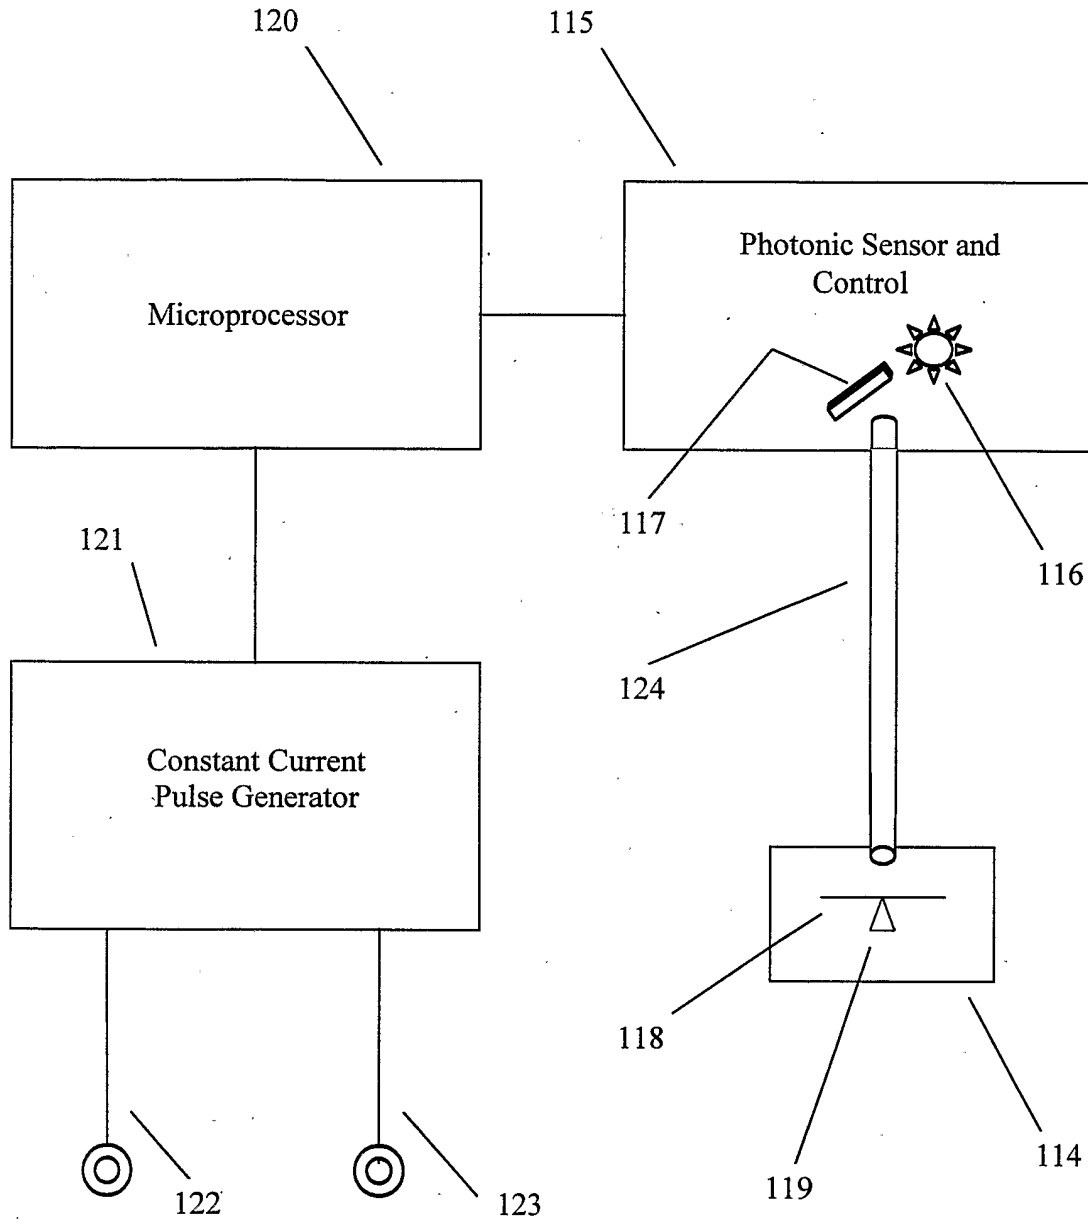 120
115
Microprocessor
Photonic Sensor and
Control
117
116
121
124
Constant Current
Pulse Generator
118
114
122
123
119